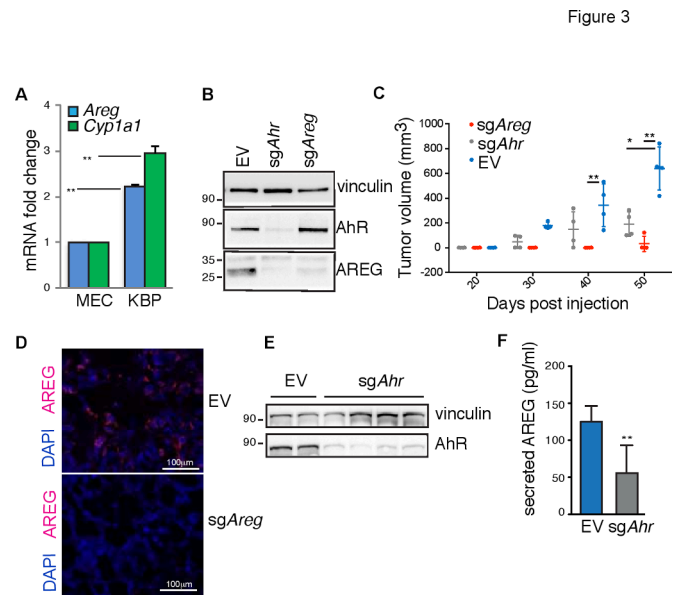 Figure 3
A
Areg
Cyp1a1
mRNA fold change
4
3
2
1
0
**
**
MEC KBP
B
EV sgAhr sgAreg
90
vinculin
90
AhR
35
25
AREG
C
Tumor volume (mm3)
1000
800
600
400
200
0
-200
sgAreg
sgAhr
EV
**
* **
20 30 40 50
Days post injection
D
DAPI AREG
EV
100µm
DAPI AREG
sgAreg
100µm
E
EV sgAhr
90
vinculin
90
AhR
F
secreted AREG (pg/ml)
200
150
100
50
0
**
EV sgAhr